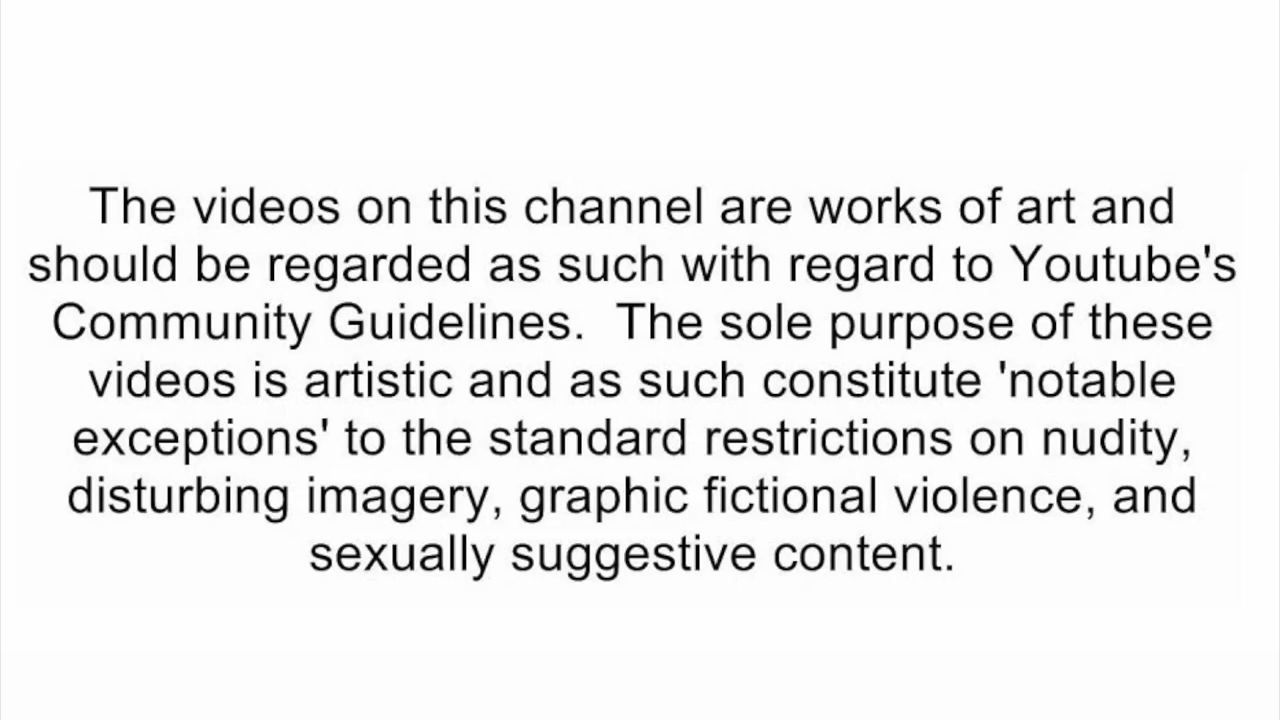 The videos on this channel are works of art and
should be regarded as such with regard to Youtube's
Community Guidelines.  The sole purpose of these
videos is artistic and as such constitute 'notable
exceptions' to the standard restrictions on nudity,
disturbing imagery, graphic fictional violence, and
sexually suggestive content.